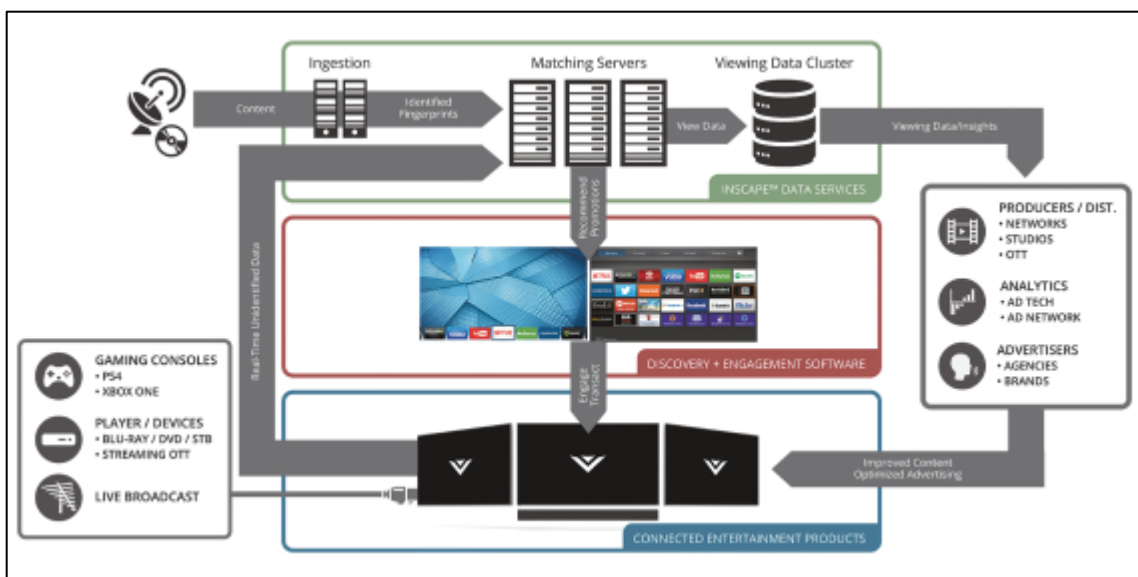 Ingestion
Matching Servers
Viewing Data Cluster
Content
Identified
Fingerprints
View Data
Viewing Data/Insights
INSCAPE™ DATA SERVICES
Recommend
Promotions
PRODUCERS / DIST.
• NETWORKS
• STUDIOS
• OTT
ANALYTICS
• AD TECH
• AD NETWORK
ADVERTISERS
• AGENCIES
• BRANDS
Real-Time Unidentified Data
NETFLIX
DISCOVERY + ENGAGEMENT SOFTWARE
GAMING CONSOLES
• PS4
• XBOX ONE
PLAYER / DEVICES
• BLU-RAY / DVD / STB
• STREAMING OTT
LIVE BROADCAST
Engage
Transact
Improved Content
Optimized Advertising
CONNECTED ENTERTAINMENT PRODUCTS